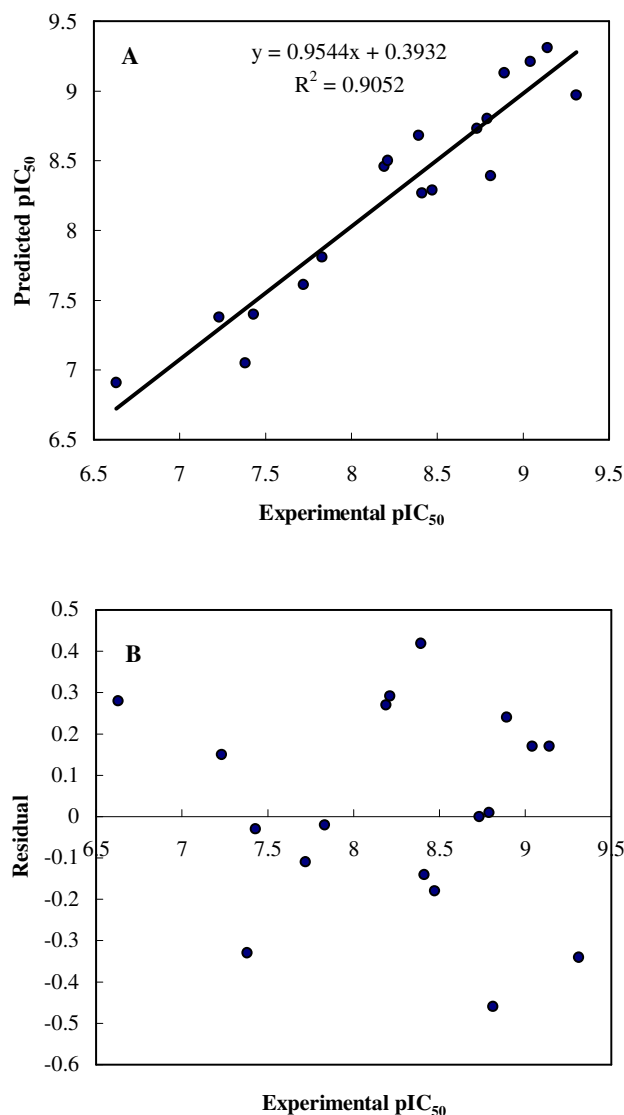 A
y = 0.9544x + 0.3932
R² = 0.9052
9.5
9
8.5
8
7.5
7
6.5
Predicted pIC₅₀
6.5 7 7.5 8 8.5 9 9.5
Experimental pIC₅₀
B
0.5
0.4
0.3
0.2
0.1
0
-0.1
-0.2
-0.3
-0.4
-0.5
-0.6
Residual
6.5 7 7.5 8 8.5 9 9.5
Experimental pIC₅₀